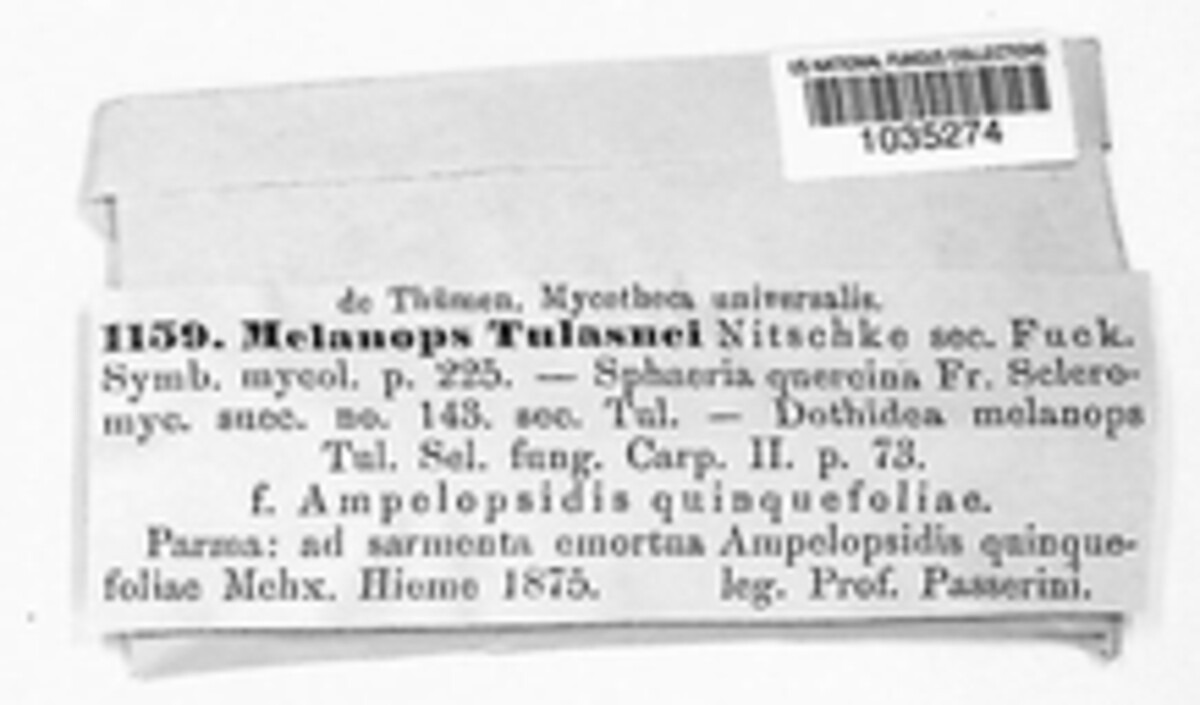 US NATIONAL FUNGUS COLLECTIONS
1035274
de Thümen, Mycotheca universalis.
1159. Melanops Tulasnei Nitschke sec. Fuck.
Symb. mycol. p. 225. — Sphaeria quercina Fr. Sclero-
myc. suec. no. 143. sec. Tul. — Dothidea melanops
Tul. Sel. fung. Carp. II. p. 73.
f. Ampelopsidis quinquefoliae.
Parma: ad sarmenta emortua Ampelopsidis quinque-
foliae Mchx. Hieme 1875. leg. Prof. Passerini.